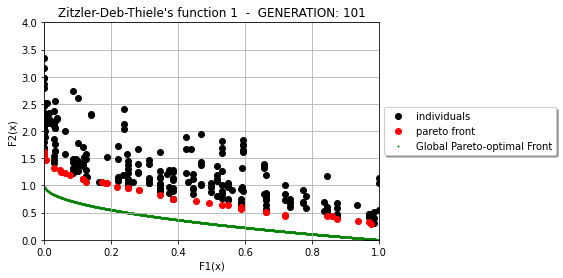 Zitzler-Deb-Thiele's function 1 - GENERATION: 101
4.0
3.5
3.0
2.5
2.0
1.5
1.0
0.5
0.0
F2(x)
0.0 0.2 0.4 0.6 0.8 1.0
F1(x)
individuals
pareto front
Global Pareto-optimal Front